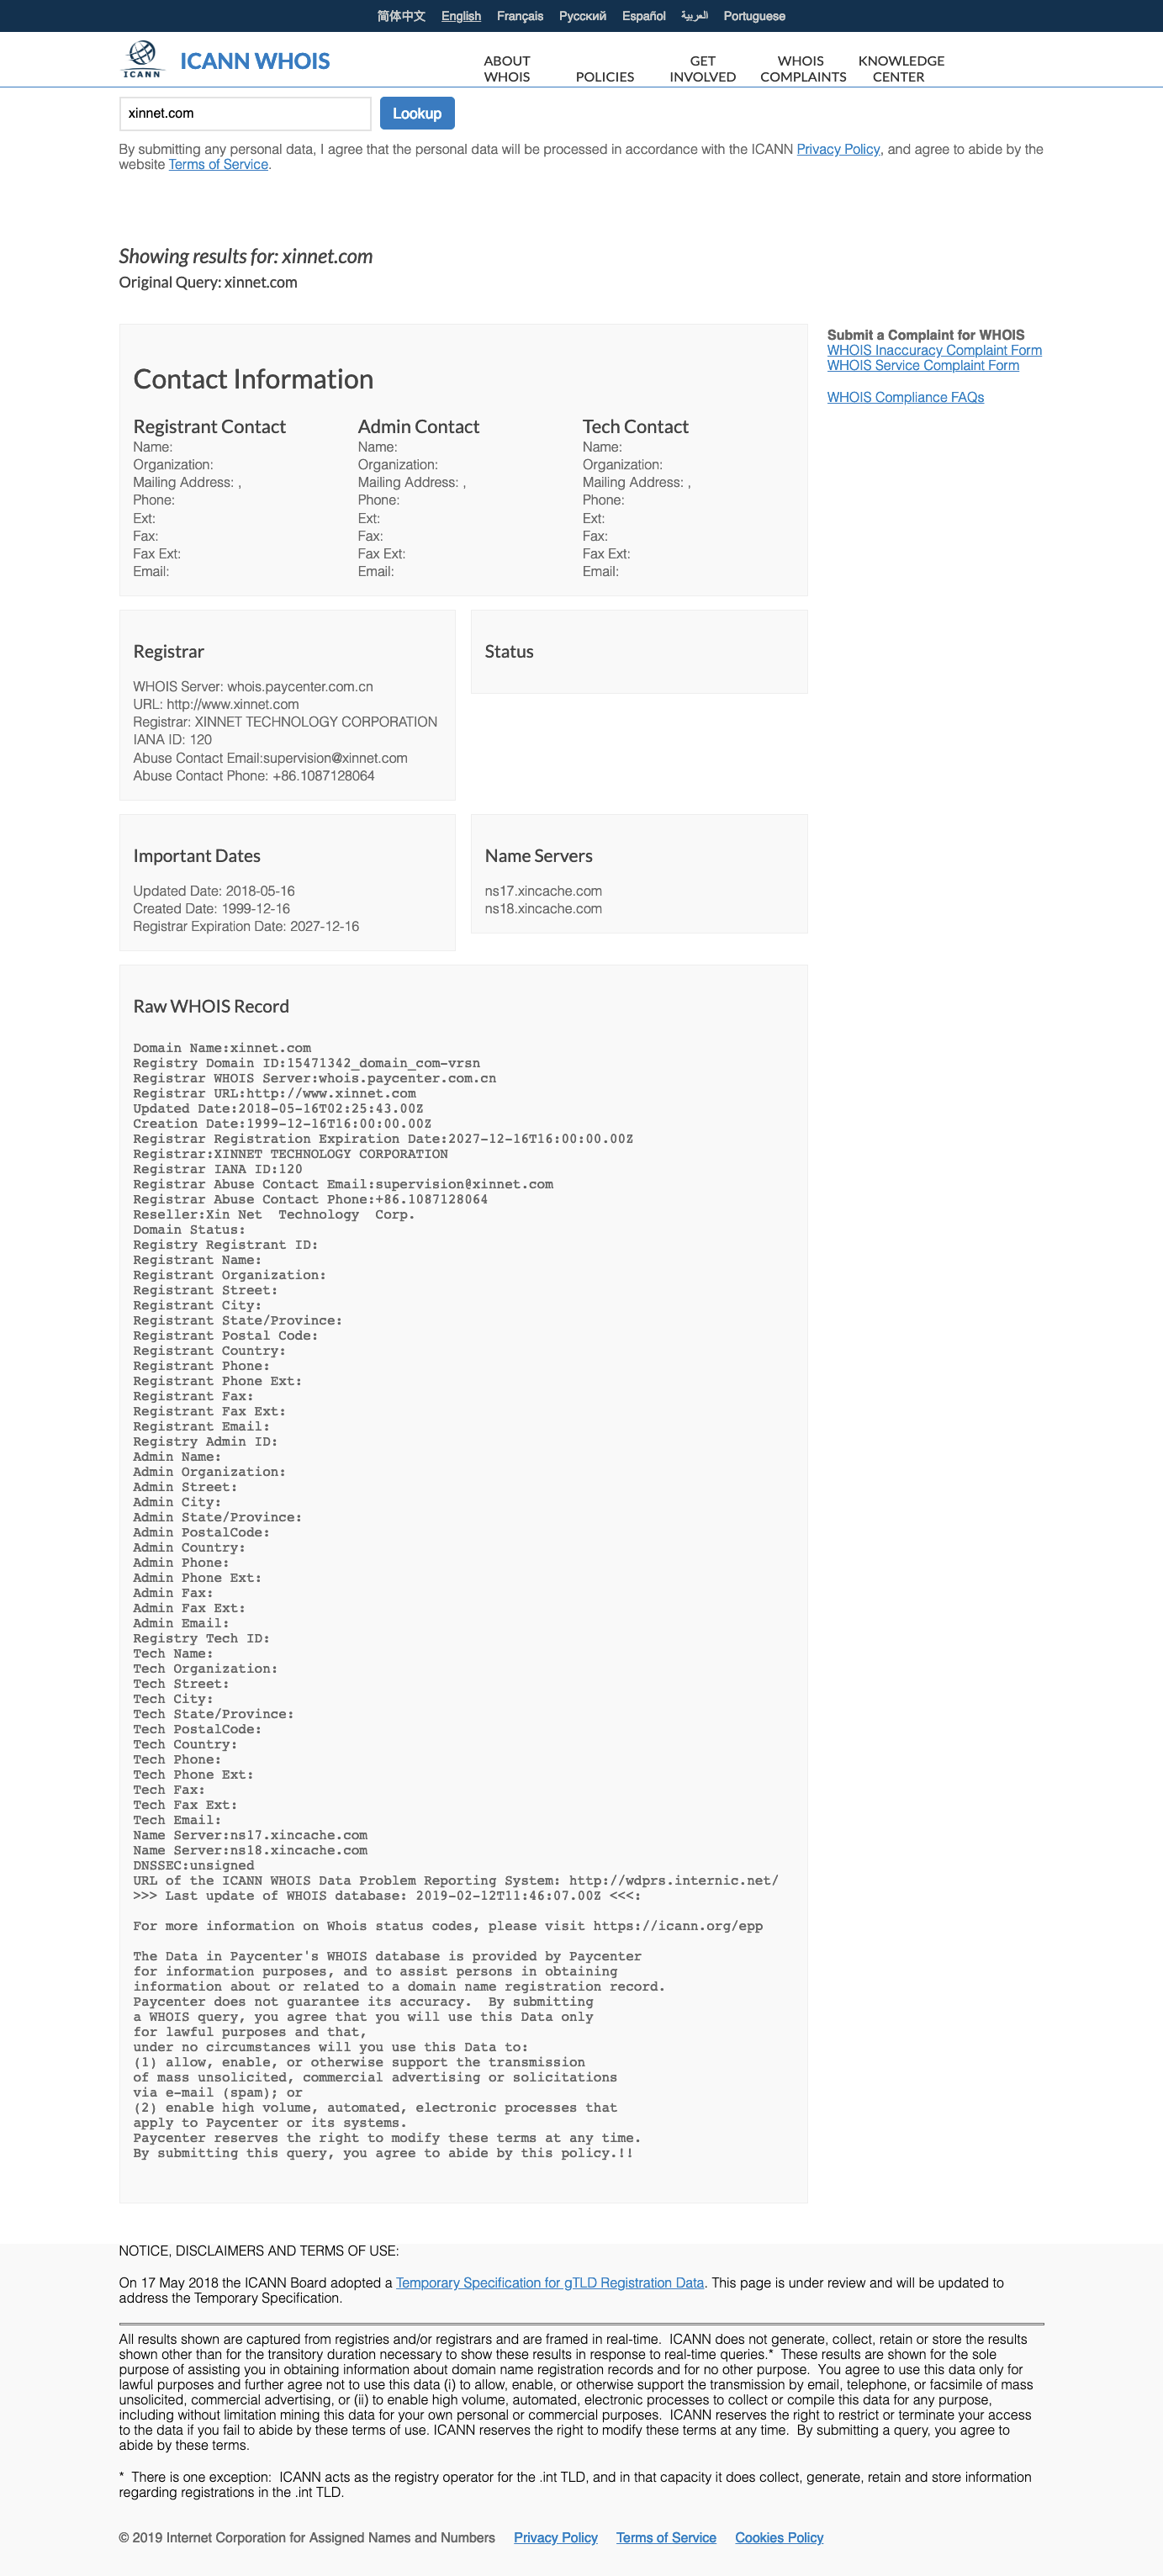 简体中文 English Français Русский Español العربية Portuguese
ICANN
ICANN WHOIS
ABOUT WHOIS
POLICIES
GET INVOLVED
WHOIS COMPLAINTS
KNOWLEDGE CENTER
xinnet.com
Lookup
By submitting any personal data, I agree that the personal data will be processed in accordance with the ICANN Privacy Policy, and agree to abide by the
website Terms of Service.
Showing results for: xinnet.com
Original Query: xinnet.com
Contact Information
Registrant Contact
Name:
Organization:
Mailing Address: ,
Phone:
Ext:
Fax:
Fax Ext:
Email:
Admin Contact
Name:
Organization:
Mailing Address: ,
Phone:
Ext:
Fax:
Fax Ext:
Email:
Tech Contact
Name:
Organization:
Mailing Address: ,
Phone:
Ext:
Fax:
Fax Ext:
Email:
Submit a Complaint for WHOIS
WHOIS Inaccuracy Complaint Form
WHOIS Service Complaint Form
WHOIS Compliance FAQs
Registrar
WHOIS Server: whois.paycenter.com.cn
URL: http://www.xinnet.com
Registrar: XINNET TECHNOLOGY CORPORATION
IANA ID: 120
Abuse Contact Email:supervision@xinnet.com
Abuse Contact Phone: +86.1087128064
Status
Important Dates
Updated Date: 2018-05-16
Created Date: 1999-12-16
Registrar Expiration Date: 2027-12-16
Name Servers
ns17.xincache.com
ns18.xincache.com
Raw WHOIS Record
Domain Name:xinnet.com
Registry Domain ID:15471342_domain_com-vrsn
Registrar WHOIS Server:whois.paycenter.com.cn
Registrar URL:http://www.xinnet.com
Updated Date:2018-05-16T02:25:43.00Z
Creation Date:1999-12-16T16:00:00.00Z
Registrar Registration Expiration Date:2027-12-16T16:00:00.00Z
Registrar:XINNET TECHNOLOGY CORPORATION
Registrar IANA ID:120
Registrar Abuse Contact Email:supervision@xinnet.com
Registrar Abuse Contact Phone:+86.1087128064
Reseller:Xin Net  Technology  Corp.
Domain Status:
Registry Registrant ID:
Registrant Name:
Registrant Organization:
Registrant Street:
Registrant City:
Registrant State/Province:
Registrant Postal Code:
Registrant Country:
Registrant Phone:
Registrant Phone Ext:
Registrant Fax:
Registrant Fax Ext:
Registrant Email:
Registry Admin ID:
Admin Name:
Admin Organization:
Admin Street:
Admin City:
Admin State/Province:
Admin PostalCode:
Admin Country:
Admin Phone:
Admin Phone Ext:
Admin Fax:
Admin Fax Ext:
Admin Email:
Registry Tech ID:
Tech Name:
Tech Organization:
Tech Street:
Tech City:
Tech State/Province:
Tech PostalCode:
Tech Country:
Tech Phone:
Tech Phone Ext:
Tech Fax:
Tech Fax Ext:
Tech Email:
Name Server:ns17.xincache.com
Name Server:ns18.xincache.com
DNSSEC:unsigned
URL of the ICANN WHOIS Data Problem Reporting System: http://wdprs.internic.net/
>>> Last update of WHOIS database: 2019-02-12T11:46:07.00Z <<<:
For more information on Whois status codes, please visit https://icann.org/epp
The Data in Paycenter's WHOIS database is provided by Paycenter
for information purposes, and to assist persons in obtaining
information about or related to a domain name registration record.
Paycenter does not guarantee its accuracy.  By submitting
a WHOIS query, you agree that you will use this Data only
for lawful purposes and that,
under no circumstances will you use this Data to:
(1) allow, enable, or otherwise support the transmission
of mass unsolicited, commercial advertising or solicitations
via e-mail (spam); or
(2) enable high volume, automated, electronic processes that
apply to Paycenter or its systems.
Paycenter reserves the right to modify these terms at any time.
By submitting this query, you agree to abide by this policy.!!
NOTICE, DISCLAIMERS AND TERMS OF USE:
On 17 May 2018 the ICANN Board adopted a Temporary Specification for gTLD Registration Data. This page is under review and will be updated to
address the Temporary Specification.
All results shown are captured from registries and/or registrars and are framed in real-time.  ICANN does not generate, collect, retain or store the results
shown other than for the transitory duration necessary to show these results in response to real-time queries.*  These results are shown for the sole
purpose of assisting you in obtaining information about domain name registration records and for no other purpose.  You agree to use this data only for
lawful purposes and further agree not to use this data (i) to allow, enable, or otherwise support the transmission by email, telephone, or facsimile of mass
unsolicited, commercial advertising, or (ii) to enable high volume, automated, electronic processes to collect or compile this data for any purpose,
including without limitation mining this data for your own personal or commercial purposes.  ICANN reserves the right to restrict or terminate your access
to the data if you fail to abide by these terms of use. ICANN reserves the right to modify these terms at any time.  By submitting a query, you agree to
abide by these terms.
*  There is one exception:  ICANN acts as the registry operator for the .int TLD, and in that capacity it does collect, generate, retain and store information
regarding registrations in the .int TLD.
© 2019 Internet Corporation for Assigned Names and Numbers Privacy Policy Terms of Service Cookies Policy